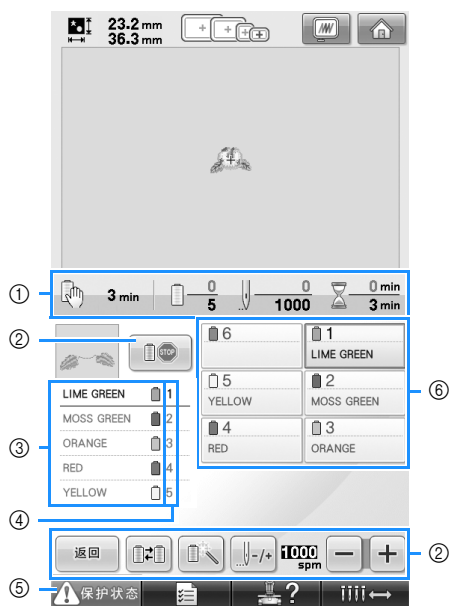 23.2 mm
36.3 mm
① 3 min 0 5 0 1000 0 min 3 min
② STOP
6
1 LIME GREEN
5 YELLOW
2 MOSS GREEN
4 RED
3 ORANGE
⑥
③
LIME GREEN 1
MOSS GREEN 2
ORANGE 3
RED 4
YELLOW 5
④
返回 -/+ 1000 spm − + ②
⑤ 保护状态 ?